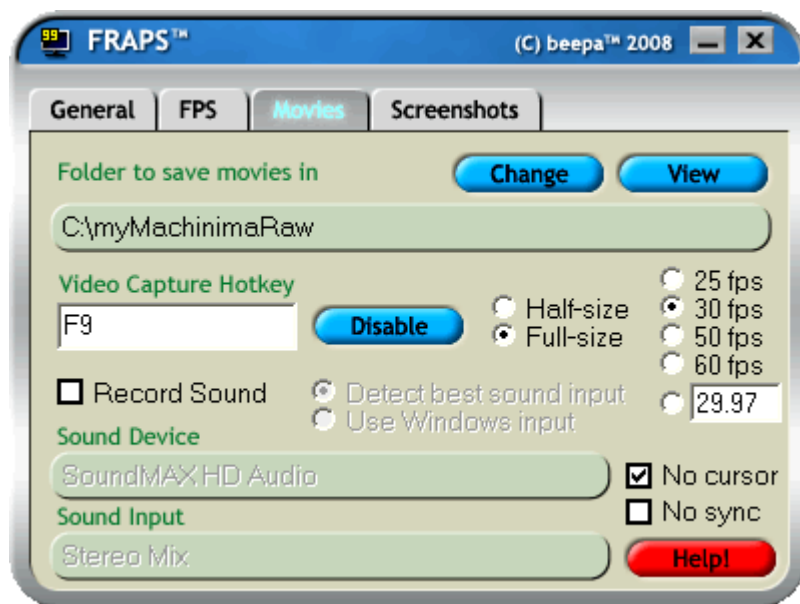 99 FRAPS™ (C) beepa™ 2008
General FPS Movies Screenshots
Folder to save movies in Change View
C:\myMachinimaRaw
Video Capture Hotkey
F9 Disable
Half-size
Full-size
25 fps
30 fps
50 fps
60 fps
29.97
Record Sound
Detect best sound input
Use Windows input
Sound Device
SoundMAX HD Audio
No cursor
Sound Input
No sync
Stereo Mix
Help!